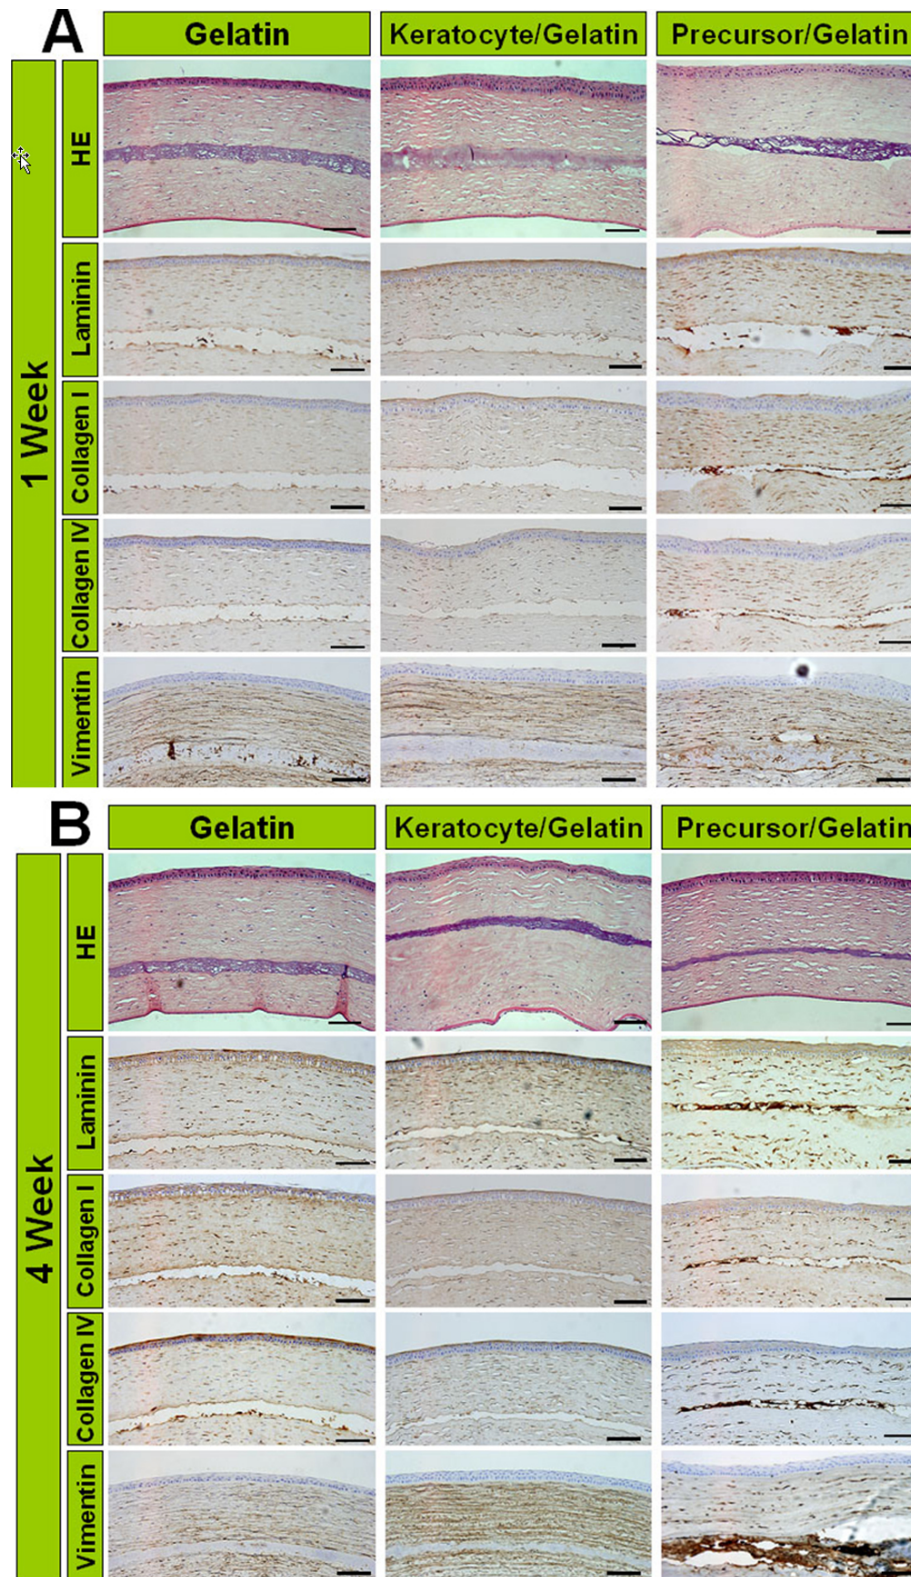 A
Gelatin
Keratocyte/Gelatin
Precursor/Gelatin
1 Week
HE
Laminin
Collagen I
Collagen IV
Vimentin
B
Gelatin
Keratocyte/Gelatin
Precursor/Gelatin
4 Week
HE
Laminin
Collagen I
Collagen IV
Vimentin